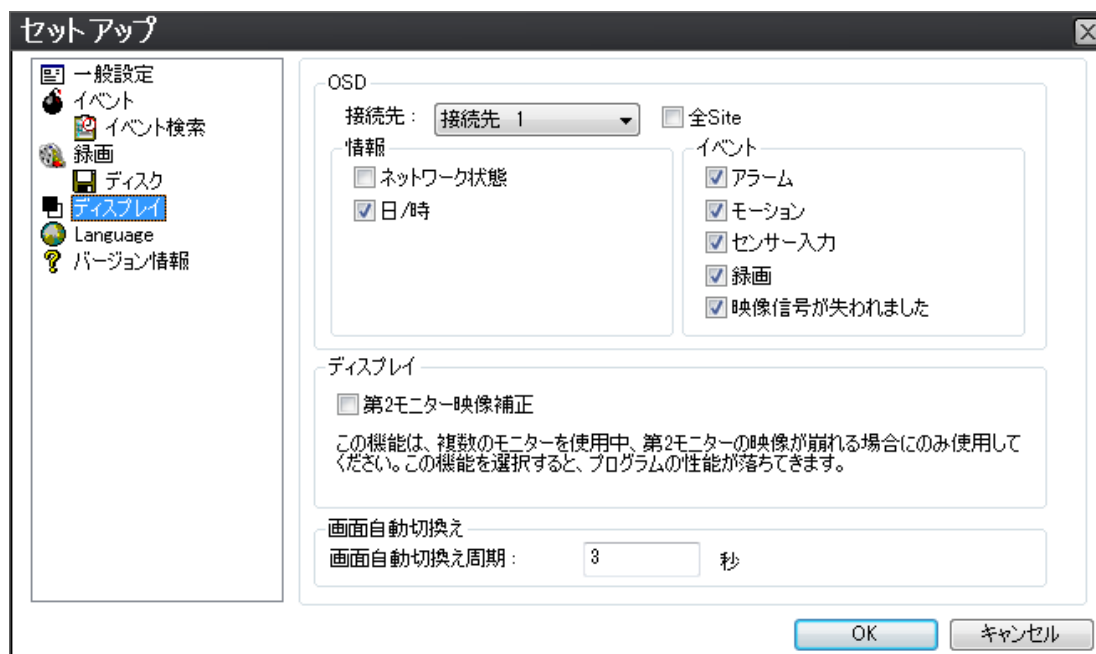 セットアップ
一般設定
イベント
イベント検索
録画
ディスク
ディスプレイ
Language
バージョン情報
OSD
接続先： 接続先 1 全Site
情報
ネットワーク状態
日/時
イベント
アラーム
モーション
センサー入力
録画
映像信号が失われました
ディスプレイ
第2モニター映像補正
この機能は、複数のモニターを使用中、第2モニターの映像が崩れる場合にのみ使用して
ください。この機能を選択すると、プログラムの性能が落ちてきます。
画面自動切換え
画面自動切換え周期： 3 秒
OK キャンセル